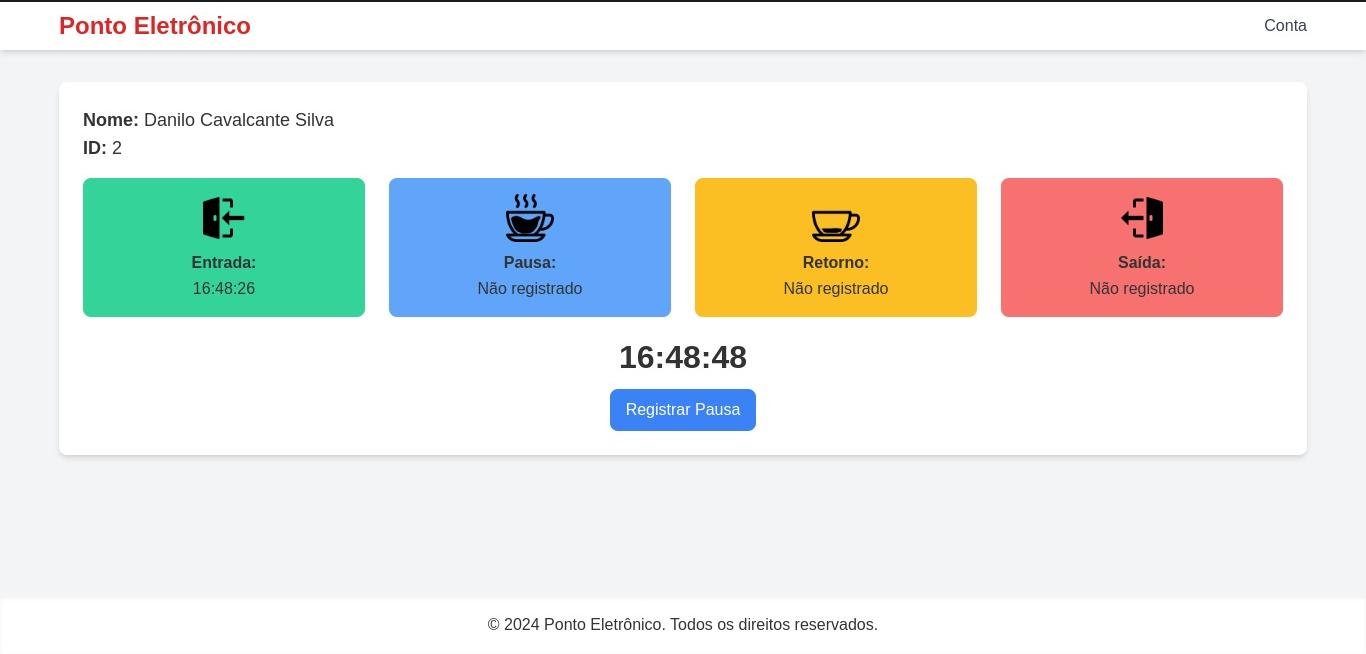 Ponto Eletrônico
Conta
Nome: Danilo Cavalcante Silva
ID: 2
Entrada:
16:48:26
Pausa:
Não registrado
Retorno:
Não registrado
Saída:
Não registrado
16:48:48
Registrar Pausa
© 2024 Ponto Eletrônico. Todos os direitos reservados.